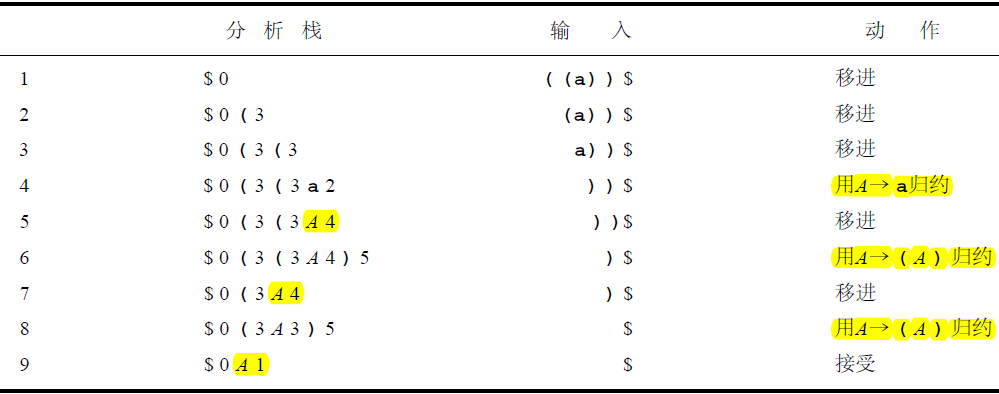 分 析 栈 输 入 动 作
1 $ 0 ( ( a ) ) $ 移进
2 $ 0 ( 3 ( a ) ) $ 移进
3 $ 0 ( 3 ( 3 a ) ) $ 移进
4 $ 0 ( 3 ( 3 a 2 ) ) $ 用A→a归约
5 $ 0 ( 3 ( 3 A 4 ) ) $ 移进
6 $ 0 ( 3 ( 3 A 4 ) 5 ) $ 用A→(A)归约
7 $ 0 ( 3 A 4 ) $ 移进
8 $ 0 ( 3 A 3 ) 5 $ 用A→(A)归约
9 $ 0 A 1 $ 接受